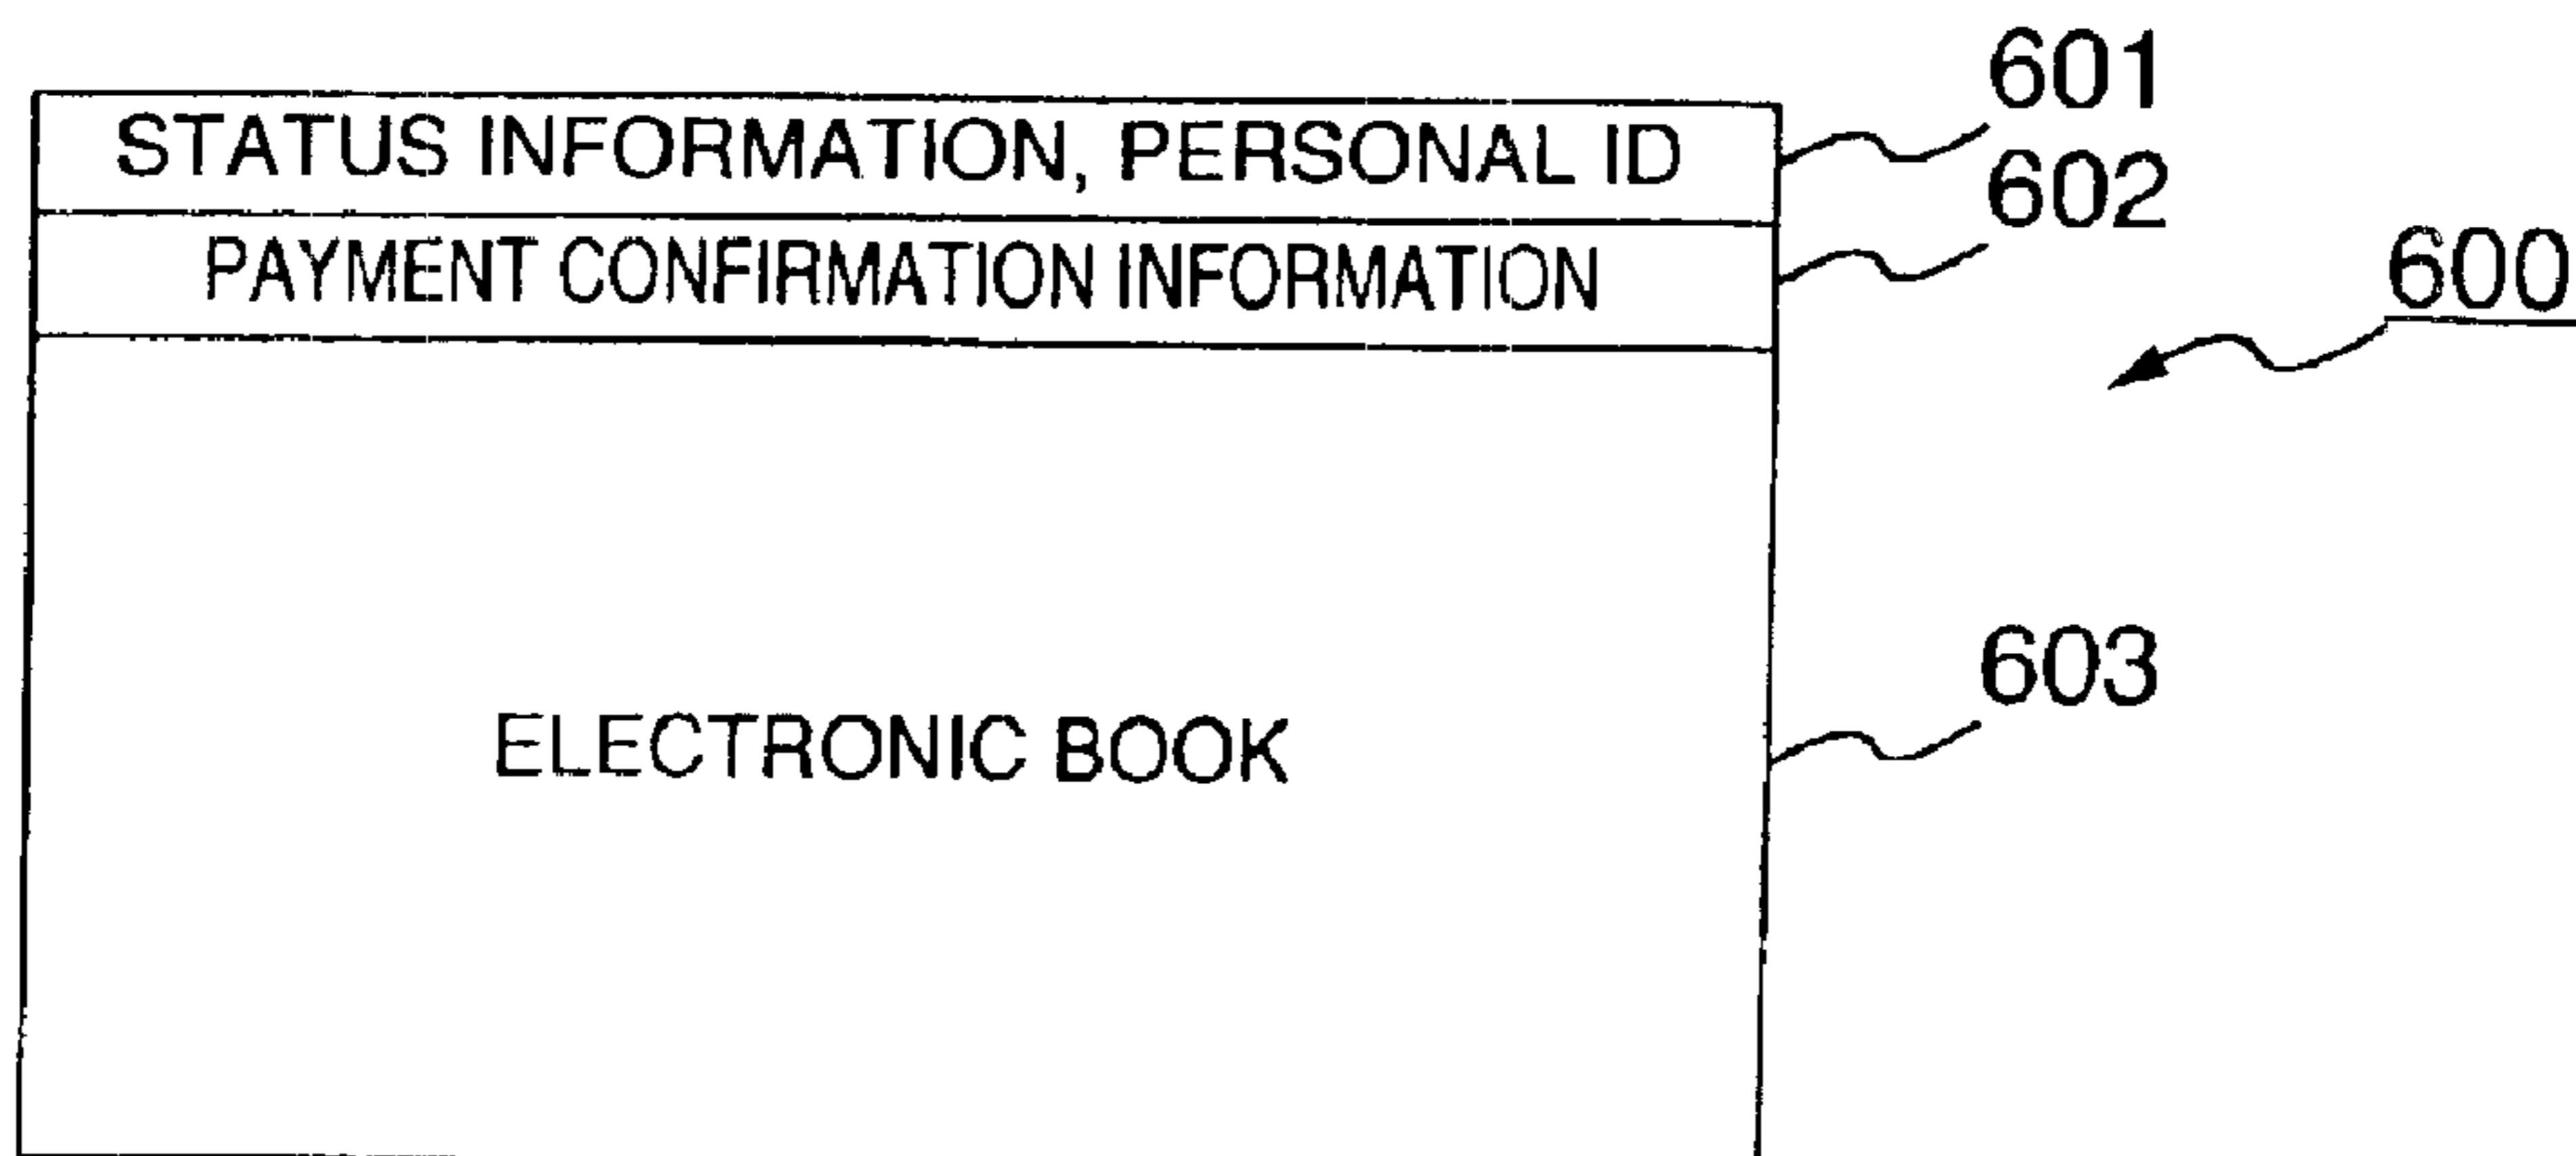 601
STATUS INFORMATION, PERSONAL ID
602
PAYMENT CONFIRMATION INFORMATION
600
603
ELECTRONIC BOOK